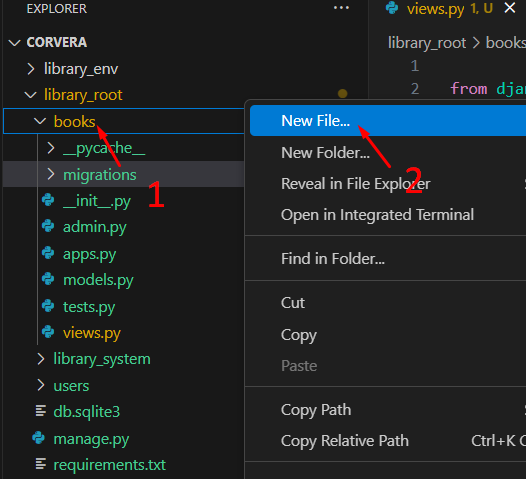 EXPLORER
CORVERA
library_env
library_root
books
__pycache__
migrations
1
__init__.py
admin.py
apps.py
models.py
tests.py
views.py
library_system
users
db.sqlite3
manage.py
requirements.txt
views.py 1, U
library_root > books
1
2 from djan
New File...
2
New Folder...
Reveal in File Explorer
Open in Integrated Terminal
Find in Folder...
Cut
Copy
Paste
Copy Path
Copy Relative Path Ctrl+K C